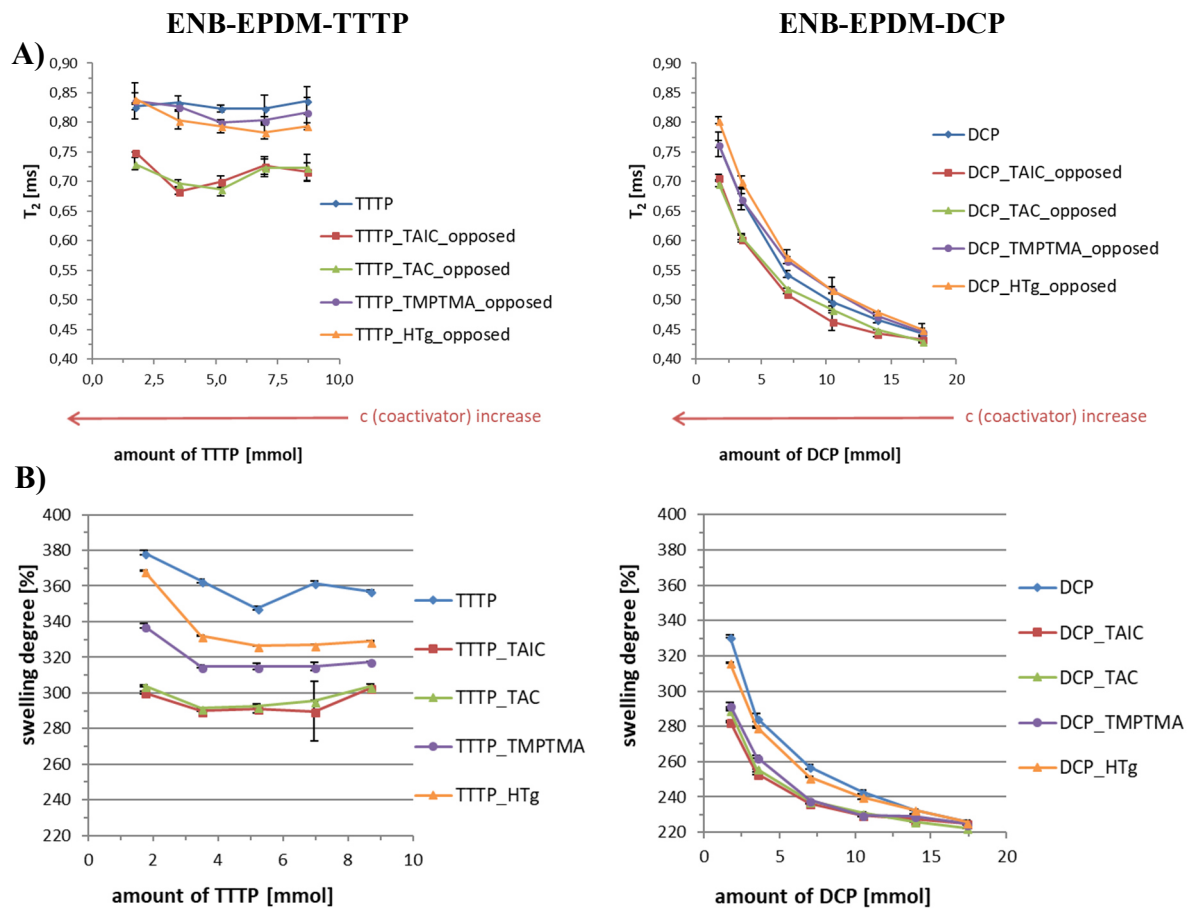 ENB-EPDM-TTTP
ENB-EPDM-DCP
A)
0,90
0,85
0,80
0,75
0,70
0,65
0,60
0,55
0,50
0,45
0,40
T2 [ms]
0,0 2,5 5,0 7,5 10,0
TTTP
TTTP_TAIC_opposed
TTTP_TAC_opposed
TTTP_TMPTMA_opposed
TTTP_HTg_opposed
c (coactivator) increase
amount of TTTP [mmol]
0,90
0,85
0,80
0,75
0,70
0,65
0,60
0,55
0,50
0,45
0,40
T2 [ms]
0 5 10 15 20
DCP
DCP_TAIC_opposed
DCP_TAC_opposed
DCP_TMPTMA_opposed
DCP_HTg_opposed
c (coactivator) increase
amount of DCP [mmol]
B)
400
380
360
340
320
300
280
260
240
220
swelling degree [%]
0 2 4 6 8 10
TTTP
TTTP_TAIC
TTTP_TAC
TTTP_TMPTMA
TTTP_HTg
amount of TTTP [mmol]
400
380
360
340
320
300
280
260
240
220
swelling degree [%]
0 5 10 15 20
DCP
DCP_TAIC
DCP_TAC
DCP_TMPTMA
DCP_HTg
amount of DCP [mmol]